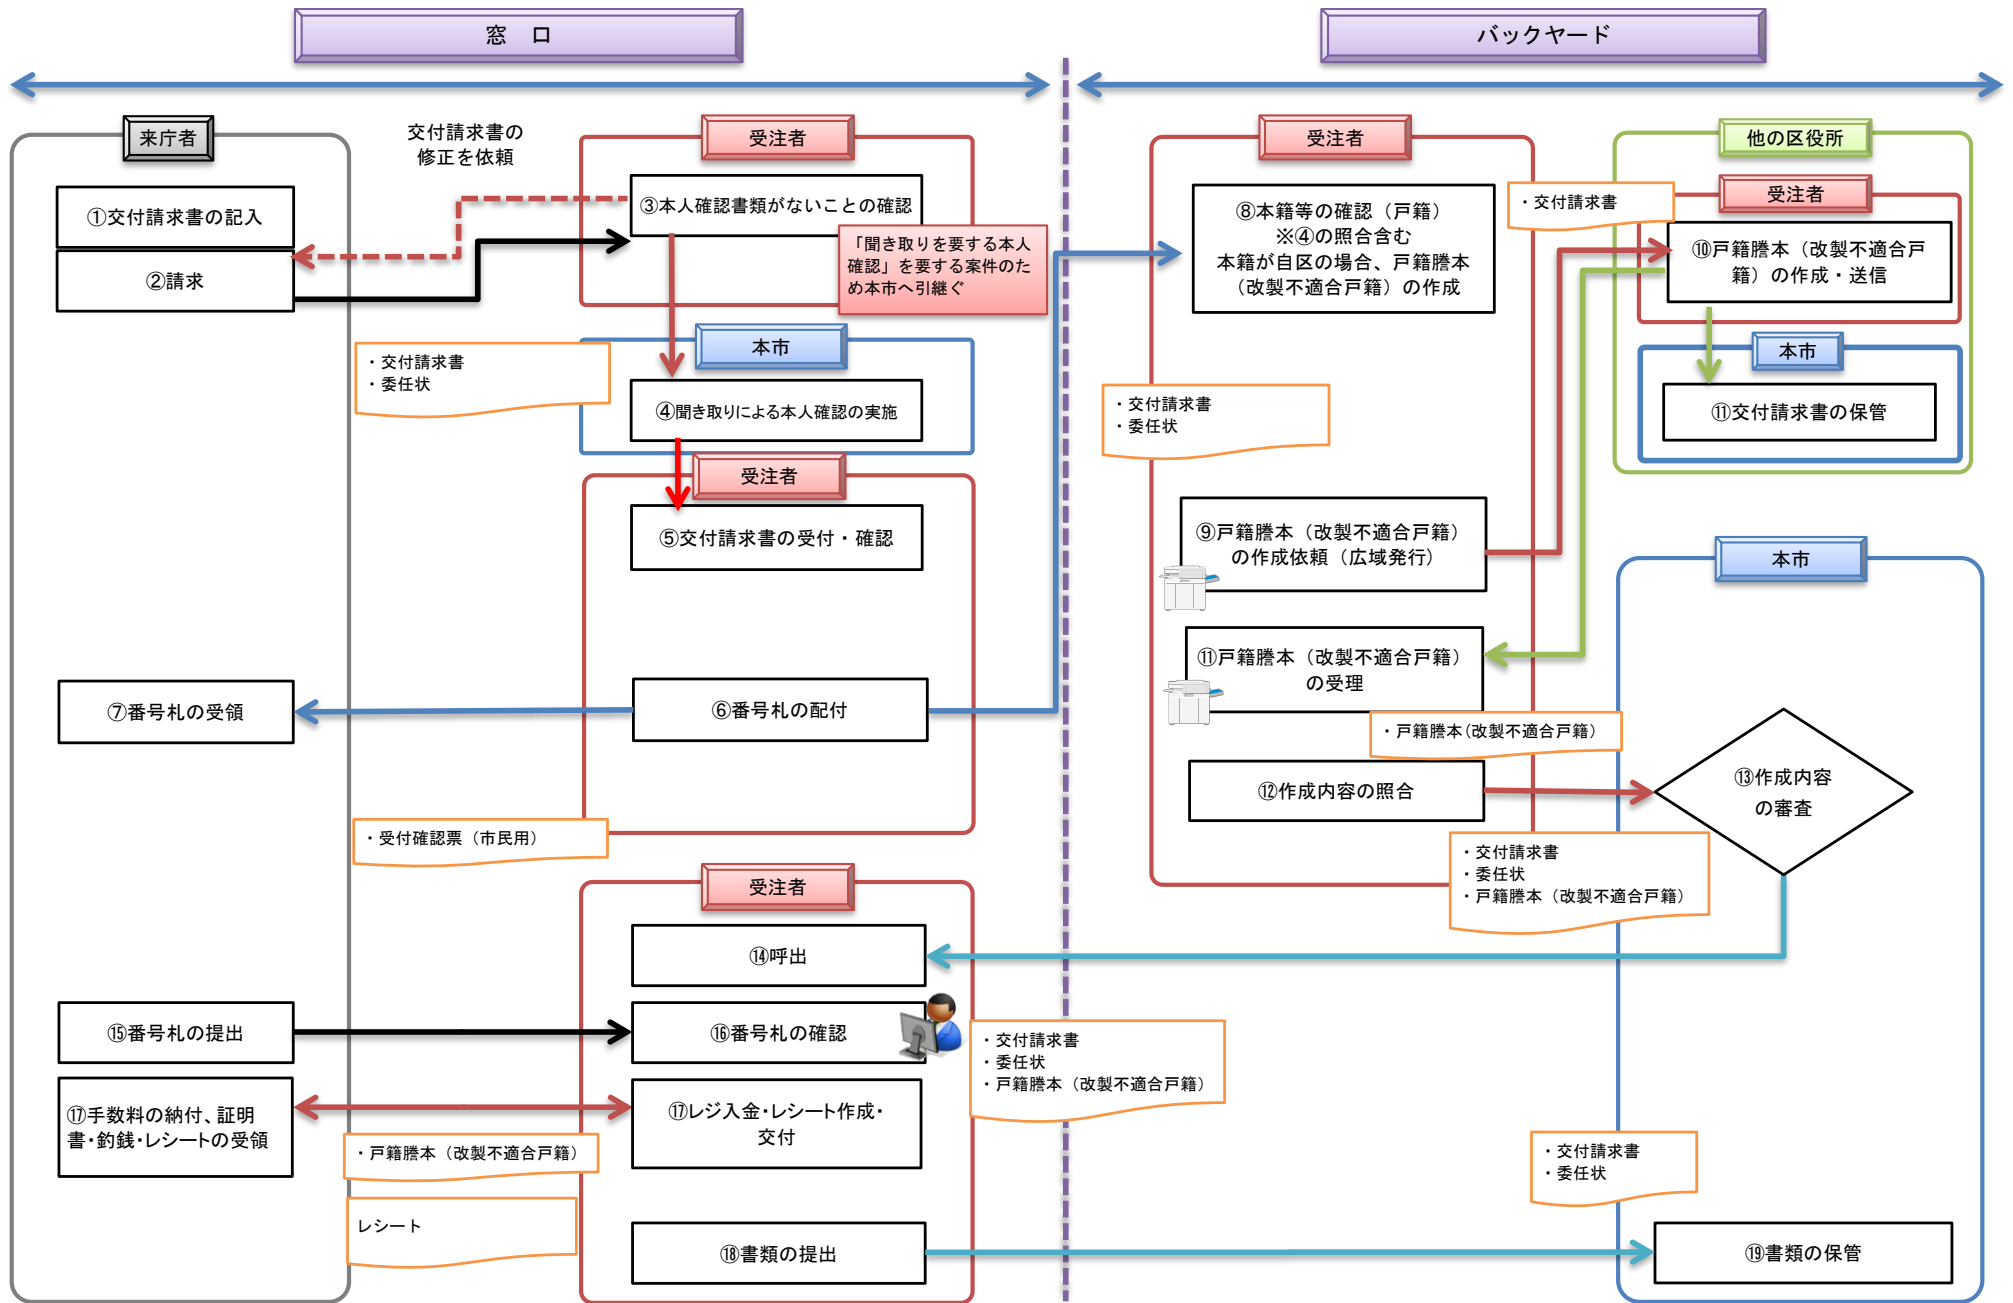 窓　口
バックヤード
来庁者
交付請求書の
修正を依頼
①交付請求書の記入
②請求
受注者
③本人確認書類がないことの確認
「聞き取りを要する本人
確認」を要する案件のた
め本市へ引継ぐ
・交付請求書
・委任状
本市
④聞き取りによる本人確認の実施
受注者
⑤交付請求書の受付・確認
⑥番号札の配付
⑦番号札の受領
・受付確認票（市民用）
受注者
⑧本籍等の確認（戸籍）
※④の照合含む
本籍が自区の場合、戸籍謄本
（改製不適合戸籍）の作成
・交付請求書
・委任状
⑨戸籍謄本（改製不適合戸籍）
の作成依頼（広域発行）
・交付請求書
他の区役所
受注者
⑩戸籍謄本（改製不適合戸
籍）の作成・送信
本市
⑪交付請求書の保管
⑪戸籍謄本（改製不適合戸籍）
の受理
・戸籍謄本（改製不適合戸籍）
⑫作成内容の照合
・交付請求書
・委任状
・戸籍謄本（改製不適合戸籍）
本市
⑬作成内容
の審査
受注者
⑭呼出
⑮番号札の提出
⑯番号札の確認
・交付請求書
・委任状
・戸籍謄本（改製不適合戸籍）
⑰手数料の納付、証明
書・釣銭・レシートの受領
・戸籍謄本（改製不適合戸籍）
レシート
⑰レジ入金・レシート作成・
交付
⑱書類の提出
・交付請求書
・委任状
⑲書類の保管